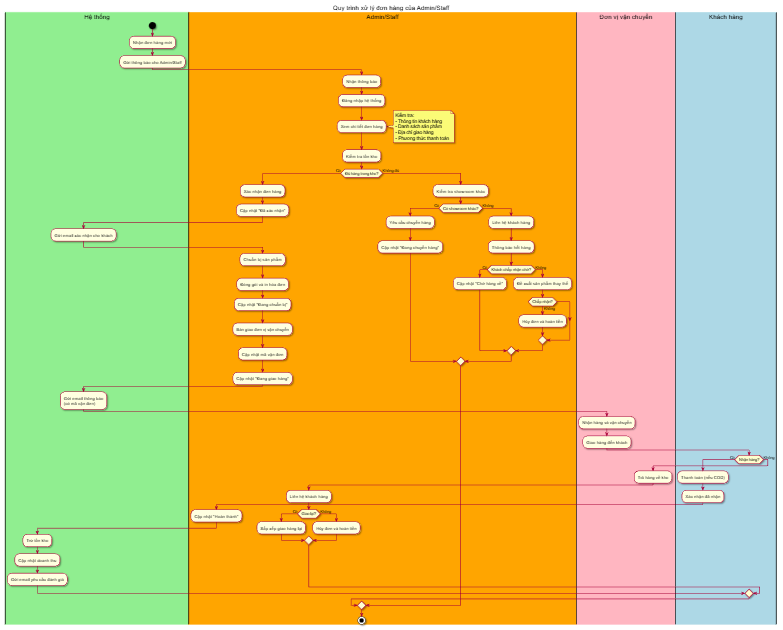 Quy trình xử lý đơn hàng của Admin/Staff
Hệ thống
Admin/Staff
Đơn vị vận chuyển
Khách hàng
Nhận đơn hàng mới
Gửi thông báo cho Admin/Staff
Nhận thông báo
Đăng nhập hệ thống
Xem chi tiết đơn hàng
Kiểm tra:
- Thông tin khách hàng
- Danh sách sản phẩm
- Địa chỉ giao hàng
- Phương thức thanh toán
Kiểm tra tồn kho
Đủ hàng trong kho?
Có
Không đủ
Xác nhận đơn hàng
Cập nhật "Đã xác nhận"
Gửi email xác nhận cho khách
Chuẩn bị sản phẩm
Đóng gói và in hóa đơn
Cập nhật "Đang chuẩn bị"
Bàn giao đơn vị vận chuyển
Cập nhật mã vận đơn
Cập nhật "Đang giao hàng"
Gửi email thông báo
(có mã vận đơn)
Kiểm tra showroom khác
Có showroom khác?
Có
Không
Yêu cầu chuyển hàng
Cập nhật "Đang chuyển hàng"
Liên hệ khách hàng
Thông báo hết hàng
Khách chấp nhận chờ?
Có
Không
Cập nhật "Chờ hàng về"
Đề xuất sản phẩm thay thế
Chấp nhận?
Không
Hủy đơn và hoàn tiền
Nhận hàng và vận chuyển
Giao hàng đến khách
Nhận hàng?
Có
Không
Trả hàng về kho
Thanh toán (nếu COD)
Xác nhận đã nhận
Liên hệ khách hàng
Giao lại?
Có
Không
Sắp xếp giao hàng lại
Hủy đơn và hoàn tiền
Cập nhật "Hoàn thành"
Trừ tồn kho
Cập nhật doanh thu
Gửi email yêu cầu đánh giá